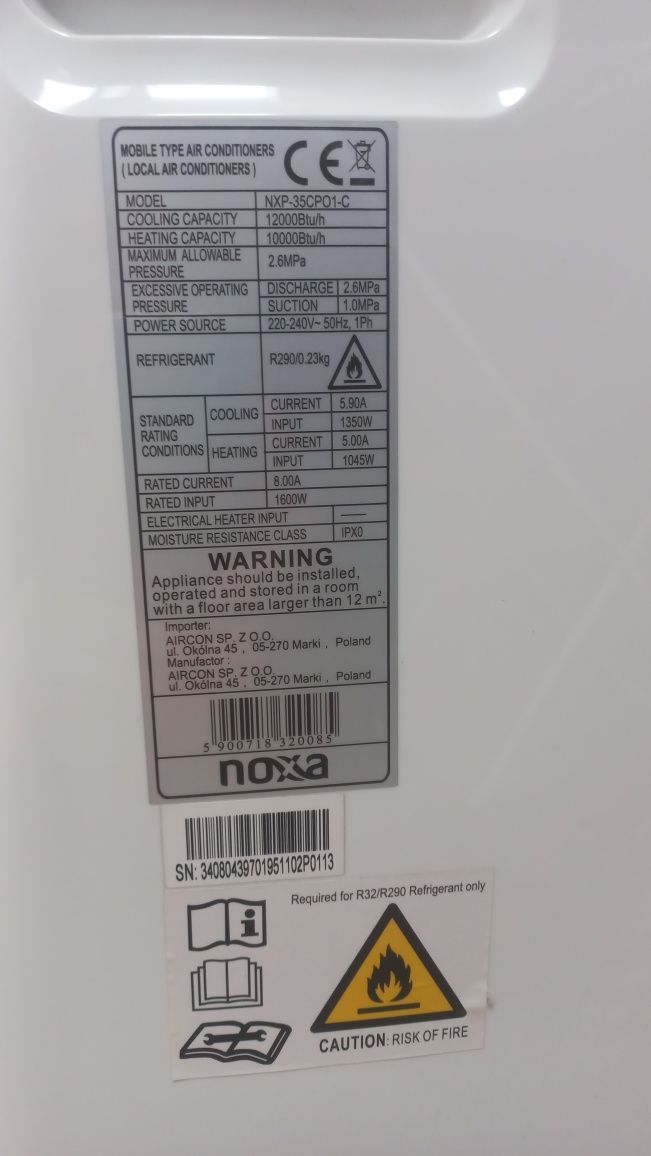 MOBILE TYPE AIR CONDITIONERS
( LOCAL AIR CONDITIONERS )
CE
MODEL NXP-35CPO1-C
COOLING CAPACITY 12000Btu/h
HEATING CAPACITY 10000Btu/h
MAXIMUM ALLOWABLE PRESSURE 2.6MPa
EXCESSIVE OPERATING PRESSURE DISCHARGE 2.6MPa
SUCTION 1.0MPa
POWER SOURCE 220-240V~ 50Hz, 1Ph
REFRIGERANT R290/0.23kg
STANDARD RATING CONDITIONS COOLING CURRENT 5.90A
INPUT 1350W
HEATING CURRENT 5.00A
INPUT 1045W
RATED CURRENT 8.00A
RATED INPUT 1600W
ELECTRICAL HEATER INPUT ——
MOISTURE RESISTANCE CLASS IPX0
WARNING
Appliance should be installed,
operated and stored in a room
with a floor area larger than 12 m².
Importer:
AIRCON SP. Z O.O.
ul. Okólna 45 , 05-270 Marki , Poland
Manufactor :
AIRCON SP. Z O.O.
ul. Okólna 45 , 05-270 Marki , Poland
5 900718 320085
noxa
SN: 34080439701951102P0113
Required for R32/R290 Refrigerant only
CAUTION: RISK OF FIRE